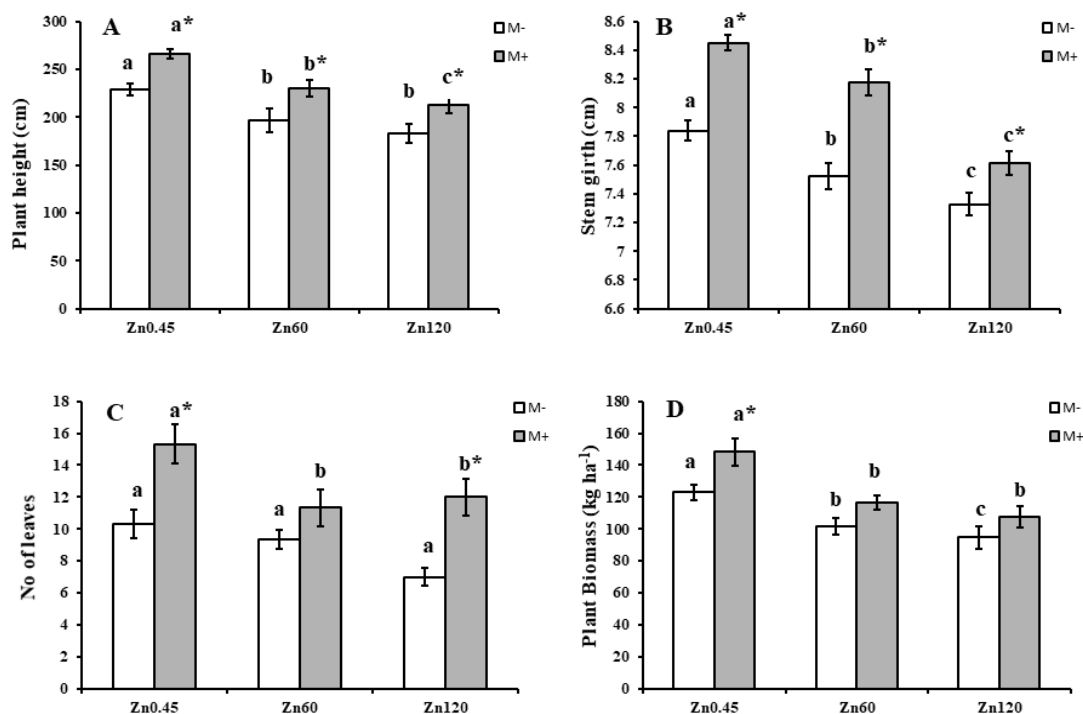 A
Plant height (cm)
300
250
200
150
100
50
0
a
a*
b
b*
b
c*
Zn0.45
Zn60
Zn120
M-
M+
B
Stem girth (cm)
8.6
8.4
8.2
8
7.8
7.6
7.4
7.2
7
6.8
6.6
a
a*
b
b*
c
c*
Zn0.45
Zn60
Zn120
M-
M+
C
No of leaves
18
16
14
12
10
8
6
4
2
0
a
a*
a
b
a
b*
Zn0.45
Zn60
Zn120
M-
M+
D
Plant Biomass (kg ha⁻¹)
180
160
140
120
100
80
60
40
20
0
a
a*
b
b
c
b
Zn0.45
Zn60
Zn120
M-
M+